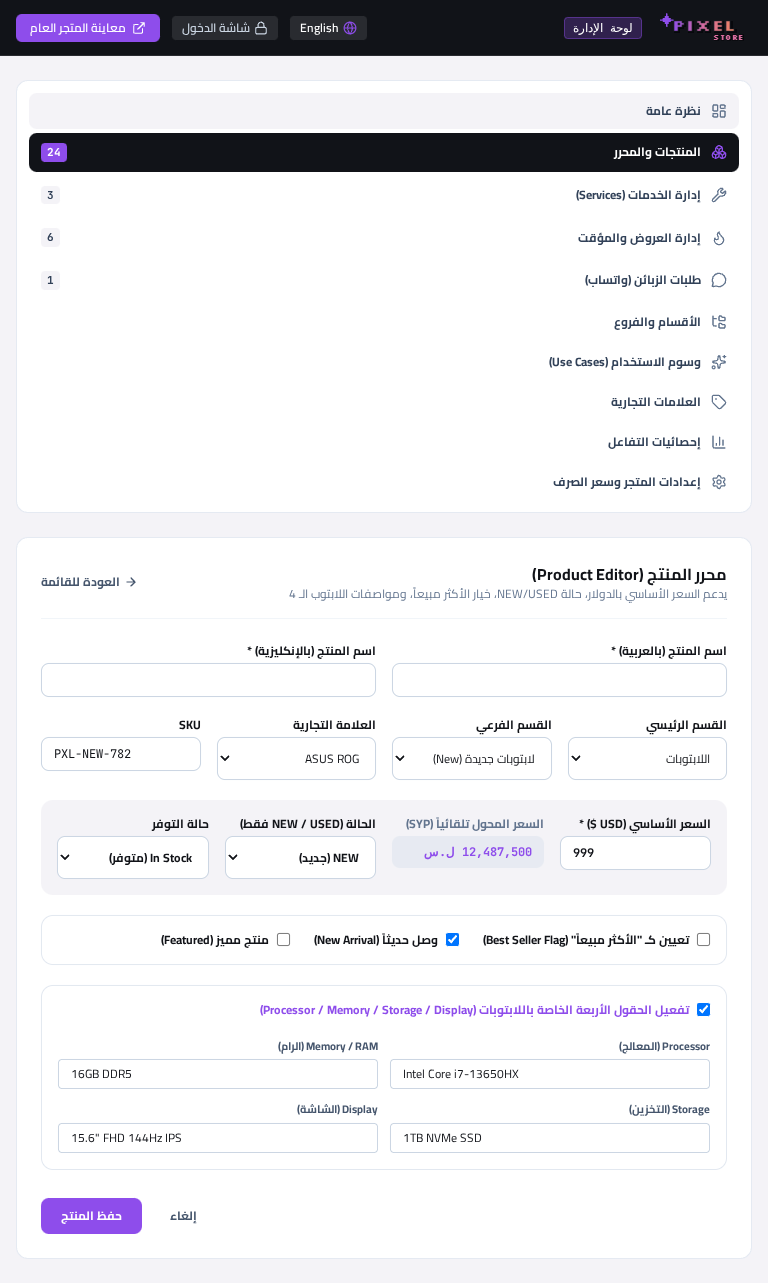 PIXEL
STORE
لوحة الإدارة
English
شاشة الدخول
معاينة المتجر العام
نظرة عامة
المنتجات والمحرر 24
إدارة الخدمات (Services) 3
إدارة العروض والمؤقت 6
طلبات الزبائن (واتساب) 1
الأقسام والفروع
وسوم الاستخدام (Use Cases)
العلامات التجارية
إحصائيات التفاعل
إعدادات المتجر وسعر الصرف
محرر المنتج (Product Editor)
العودة للقائمة
يدعم السعر الأساسي بالدولار، حالة NEW/USED، خيار الأكثر مبيعاً، ومواصفات اللابتوب الـ 4
اسم المنتج (بالعربية) *
اسم المنتج (بالإنكليزية) *
القسم الرئيسي
القسم الفرعي
العلامة التجارية
SKU
اللابتوبات
لابتوبات جديدة (New)
ASUS ROG
PXL-NEW-782
السعر الأساسي (USD $) *
السعر المحول تلقائياً (SYP)
الحالة (NEW / USED فقط)
حالة التوفر
999
12,487,500 ل.س
NEW (جديد)
In Stock (متوفر)
تعيين كـ "الأكثر مبيعاً" (Best Seller Flag)
وصل حديثاً (New Arrival)
منتج مميز (Featured)
تفعيل الحقول الأربعة الخاصة باللابتوبات (Processor / Memory / Storage / Display)
Processor (المعالج)
Memory / RAM (الرام)
Intel Core i7-13650HX
16GB DDR5
Storage (التخزين)
Display (الشاشة)
1TB NVMe SSD
15.6" FHD 144Hz IPS
إلغاء
حفظ المنتج